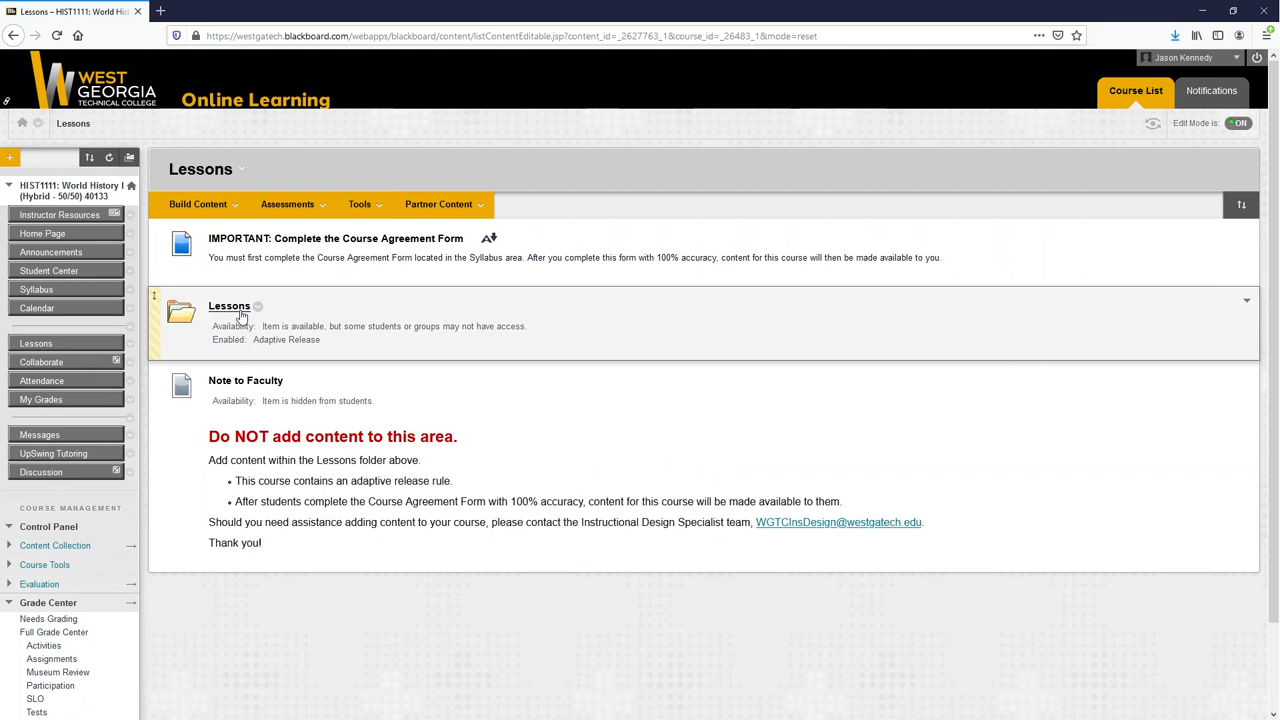 Lessons – HIST1111: World Hist
https://westgatech.blackboard.com/webapps/blackboard/content/listContentEditable.jsp?content_id=_2627763_1&course_id=_26483_1&mode=reset
WEST GEORGIA
TECHNICAL COLLEGE
Online Learning
Jason Kennedy
Course List
Notifications
Lessons
Edit Mode is: ON
HIST1111: World History I
(Hybrid - 50/50) 40133
Instructor Resources
Home Page
Announcements
Student Center
Syllabus
Calendar
Lessons
Collaborate
Attendance
My Grades
Messages
UpSwing Tutoring
Discussion
COURSE MANAGEMENT
Control Panel
Content Collection
Course Tools
Evaluation
Grade Center
Needs Grading
Full Grade Center
Activities
Assignments
Museum Review
Participation
SLO
Tests
Lessons
Build Content
Assessments
Tools
Partner Content
IMPORTANT: Complete the Course Agreement Form
You must first complete the Course Agreement Form located in the Syllabus area. After you complete this form with 100% accuracy, content for this course will then be made available to you.
Lessons
Availability: Item is available, but some students or groups may not have access.
Enabled: Adaptive Release
Note to Faculty
Availability: Item is hidden from students.
Do NOT add content to this area.
Add content within the Lessons folder above.
This course contains an adaptive release rule.
After students complete the Course Agreement Form with 100% accuracy, content for this course will be made available to them.
Should you need assistance adding content to your course, please contact the Instructional Design Specialist team, WGTCInsDesign@westgatech.edu.
Thank you!